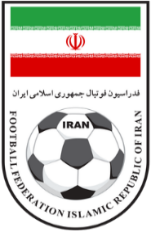 فدراسیون فوتبال جمهوری اسلامی ایران
IRAN
FOOTBALL FEDERATION ISLAMIC REPUBLIC OF IRAN